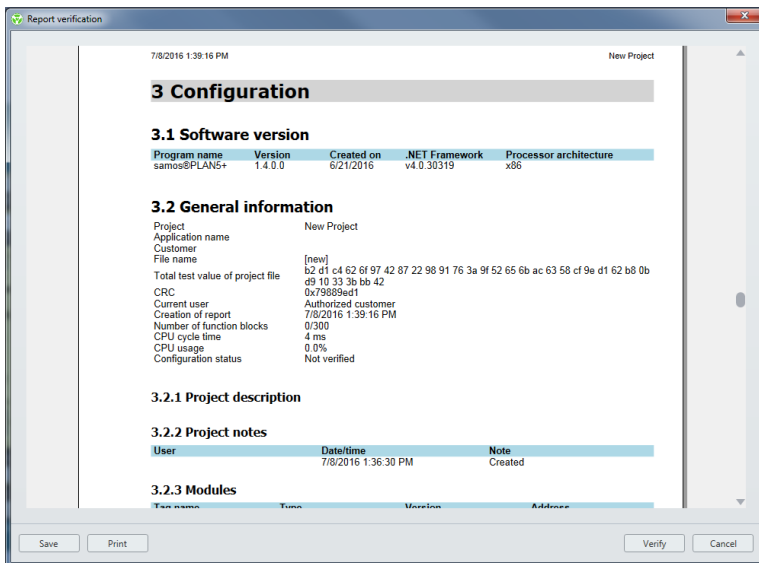 Report verification
7/8/2016 1:39:16 PM New Project
3 Configuration
3.1 Software version
Program name Version Created on .NET Framework Processor architecture
samos®PLAN5+ 1.4.0.0 6/21/2016 v4.0.30319 x86
3.2 General information
Project New Project
Application name
Customer
File name [new]
Total test value of project file b2 d1 c4 62 6f 97 42 87 22 98 91 76 3a 9f 52 65 6b ac 63 58 cf 9e d1 62 b8 0b
d9 10 33 3b bb 42
CRC 0x79889ed1
Current user Authorized customer
Creation of report 7/8/2016 1:39:16 PM
Number of function blocks 0/300
CPU cycle time 4 ms
CPU usage 0.0%
Configuration status Not verified
3.2.1 Project description
3.2.2 Project notes
User Date/time Note
7/8/2016 1:36:30 PM Created
3.2.3 Modules
Tag name Type Version Address
Save Print Verify Cancel